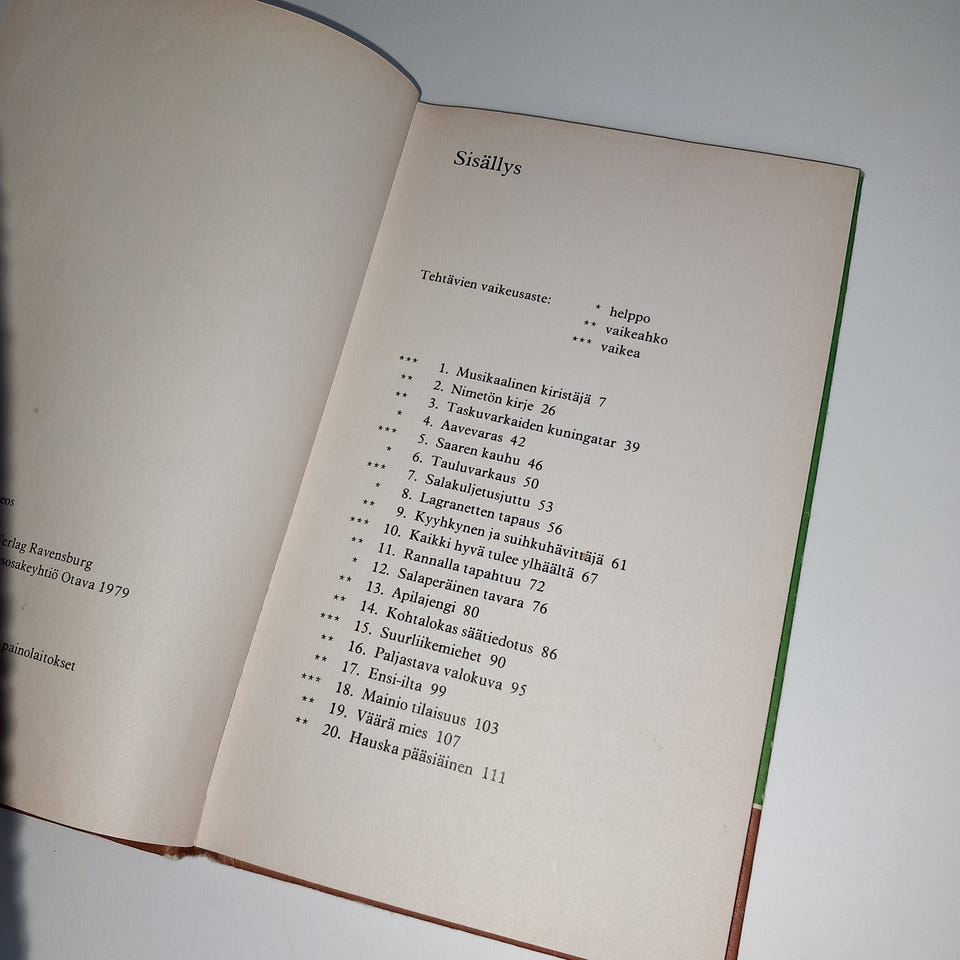 eos
erlag Ravensburg
sosakeyhtiö Otava 1979
painolaitokset
Sisällys
Tehtävien vaikeusaste: * helppo
** vaikeahko
*** vaikea
*** 1. Musikaalinen kiristäjä 7
** 2. Nimetön kirje 26
** 3. Taskuvarkaiden kuningatar 39
* 4. Aavevaras 42
*** 5. Saaren kauhu 46
* 6. Tauluvarkaus 50
*** 7. Salakuljetusjuttu 53
* 8. Lagranetten tapaus 56
** 9. Kyyhkynen ja suihkuhävittäjä 61
*** 10. Kaikki hyvä tulee ylhäältä 67
** 11. Rannalla tapahtuu 72
* 12. Salaperäinen tavara 76
** 13. Apilajengi 80
** 14. Kohtalokas säätiedotus 86
*** 15. Suurliikemiehet 90
** 16. Paljastava valokuva 95
** 17. Ensi-ilta 99
*** 18. Mainio tilaisuus 103
** 19. Väärä mies 107
** 20. Hauska pääsiäinen 111